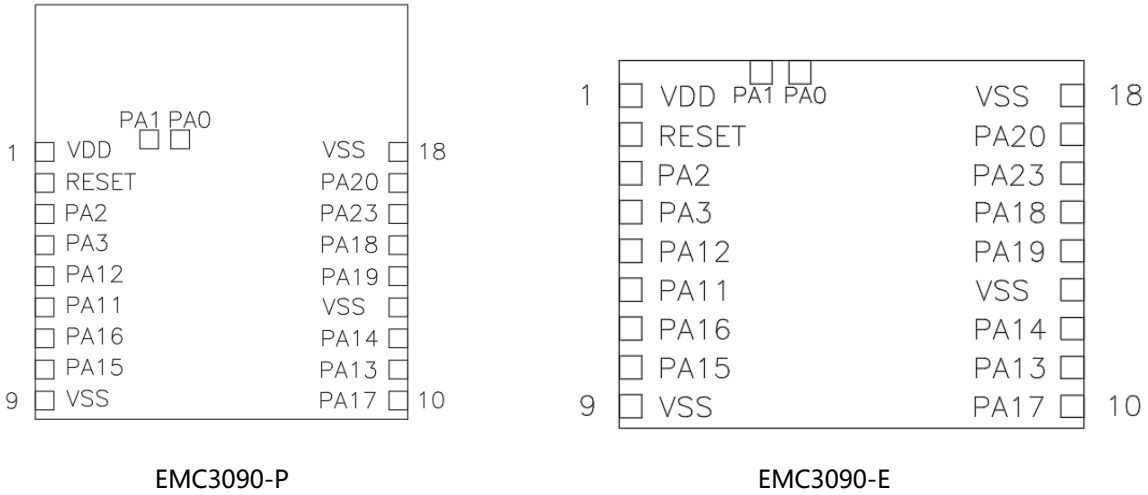 PA1 PA0
1 VDD VSS 18
RESET PA20
PA2 PA23
PA3 PA18
PA12 PA19
PA11 VSS
PA16 PA14
PA15 PA13
9 VSS PA17 10
EMC3090-P
1 VDD PA1 PA0 VSS 18
RESET PA20
PA2 PA23
PA3 PA18
PA12 PA19
PA11 VSS
PA16 PA14
PA15 PA13
9 VSS PA17 10
EMC3090-E